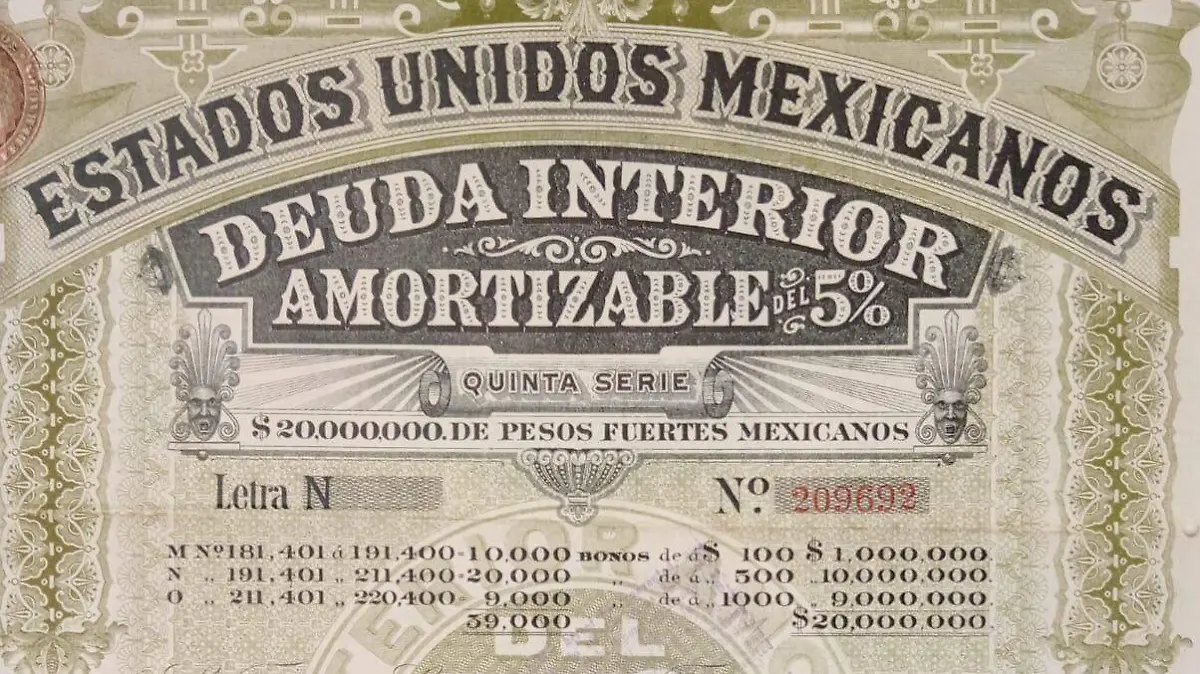 ESTADOS UNIDOS MEXICANOS
DEUDA INTERIOR
AMORTIZABLE DEL 5%
QUINTA SERIE
$20,000,000. DE PESOS FUERTES MEXICANOS
Letra N Nº. 209692
M Nº 181,401 á 191,400=10,000 BONOS de á $ 100 $ 1,000,000.
N „ 191,401 „ 211,400=20,000 „ de á „ 500 „ 10,000,000.
O „ 211,401 „ 220,400= 9,000 „ de á „ 1000 „ 9,000,000
39,000 $20,000,000
DEL